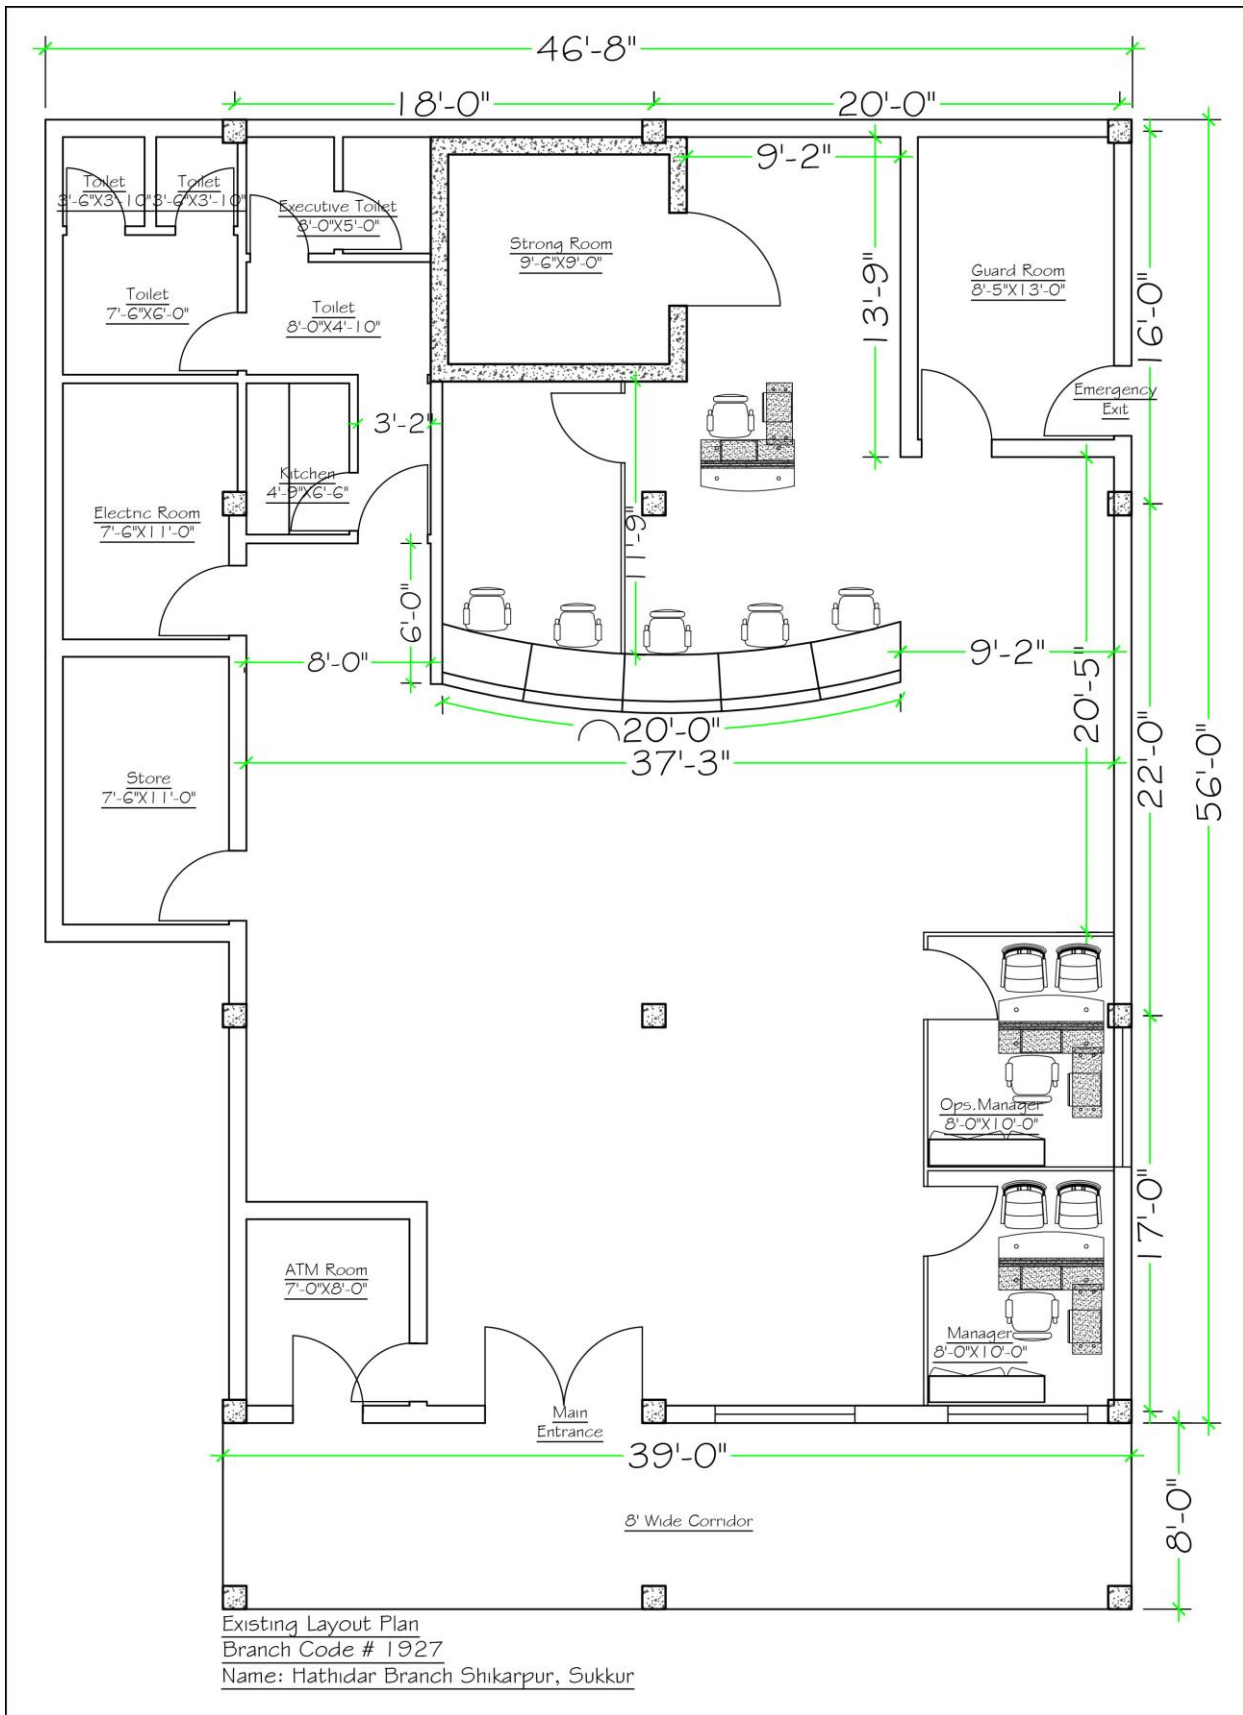 46'-8"
18'-0"
20'-0"
9'-2"
Toilet
3'-6"X3'-10"
Toilet
3'-6"X3'-10"
Executive Toilet
8'-0"X5'-0"
Strong Room
9'-6"X9'-0"
Guard Room
8'-5"X13'-0"
13'-9"
16'-0"
Toilet
7'-6"X6'-0"
Toilet
8'-0"X4'-10"
Emergency
Exit
3'-2"
Kitchen
4'-9"X6'-6"
Electric Room
7'-6"X11'-0"
11'-9"
6'-0"
8'-0"
9'-2"
20'-5"
20'-0"
37'-3"
22'-0"
56'-0"
Store
7'-6"X11'-0"
Ops.Manager
8'-0"X10'-0"
17'-0"
ATM Room
7'-0"X8'-0"
Manager
8'-0"X10'-0"
Main
Entrance
39'-0"
8' Wide Corridor
8'-0"
Existing Layout Plan
Branch Code # 1927
Name: Hathidar Branch Shikarpur, Sukkur